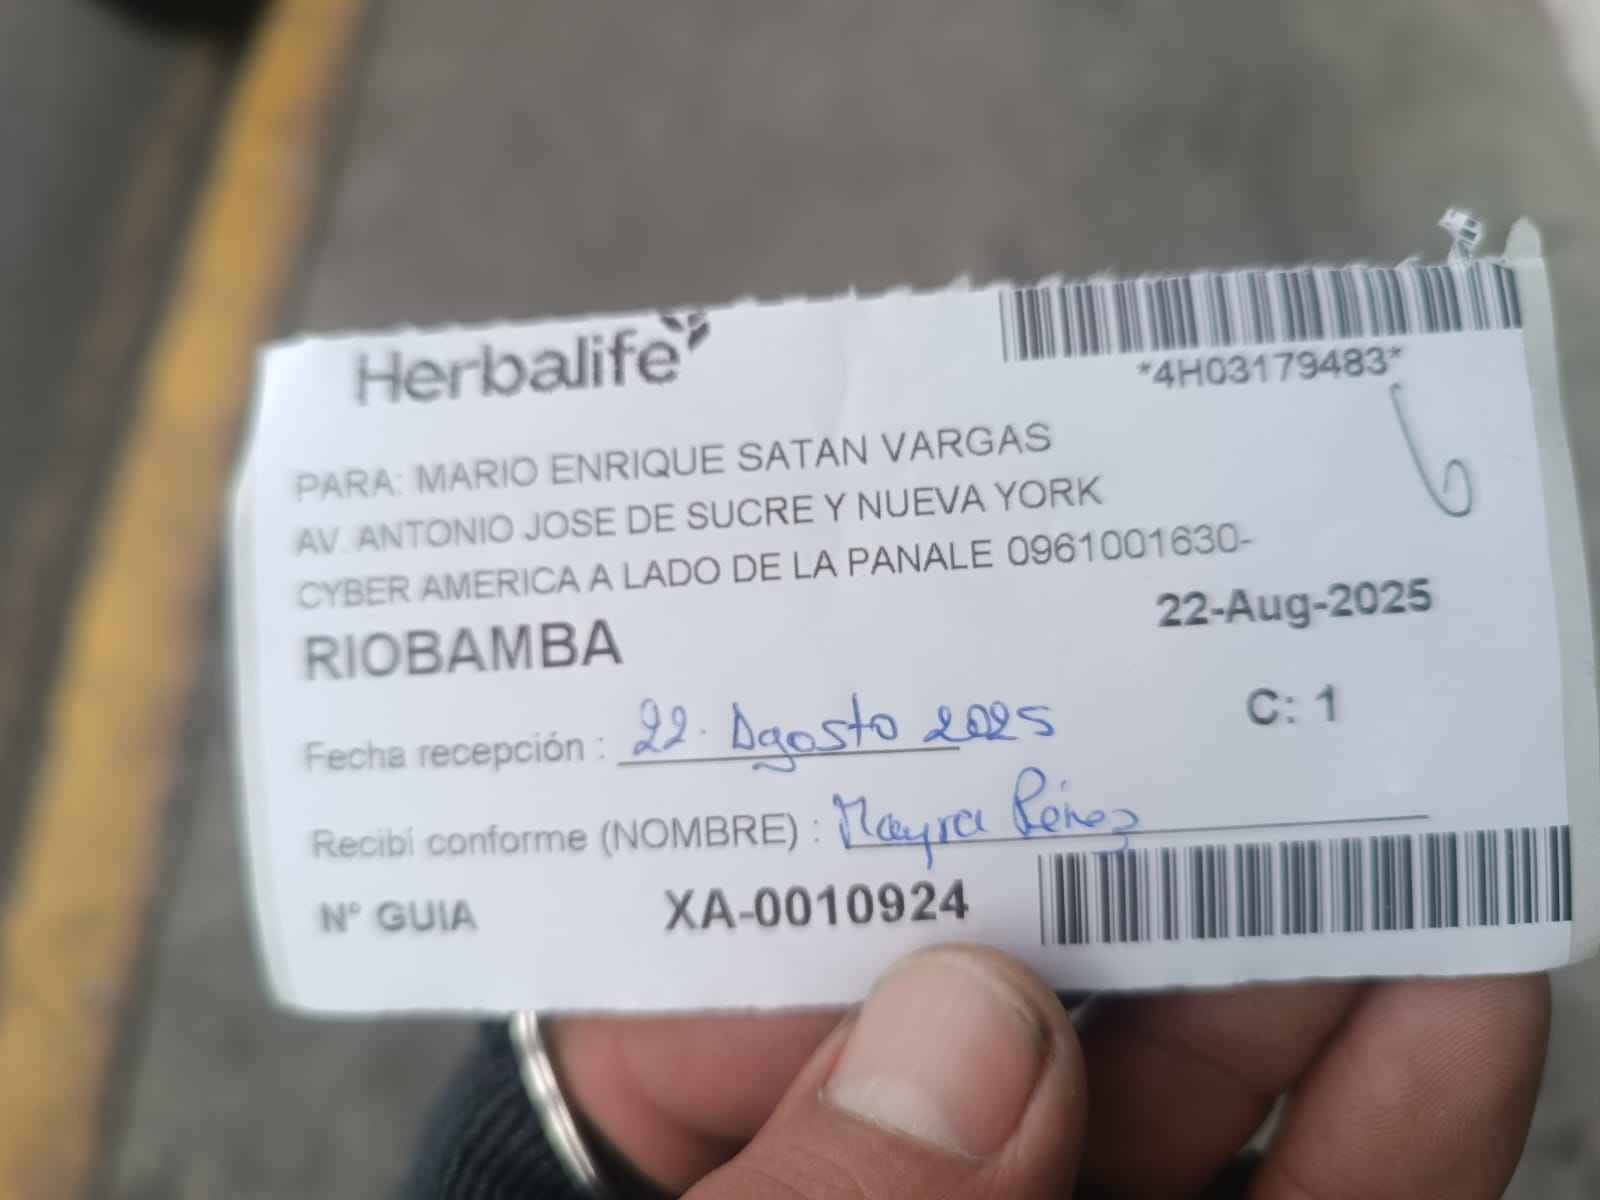 Herbalife
*4H03179483*
PARA: MARIO ENRIQUE SATAN VARGAS
AV. ANTONIO JOSE DE SUCRE Y NUEVA YORK
CYBER AMERICA A LADO DE LA PANALE 0961001630-
RIOBAMBA
22-Aug-2025
C: 1
Fecha recepción : 22. Agosto 2025
Recibí conforme (NOMBRE) : Mayra Pérez
N° GUIA XA-0010924